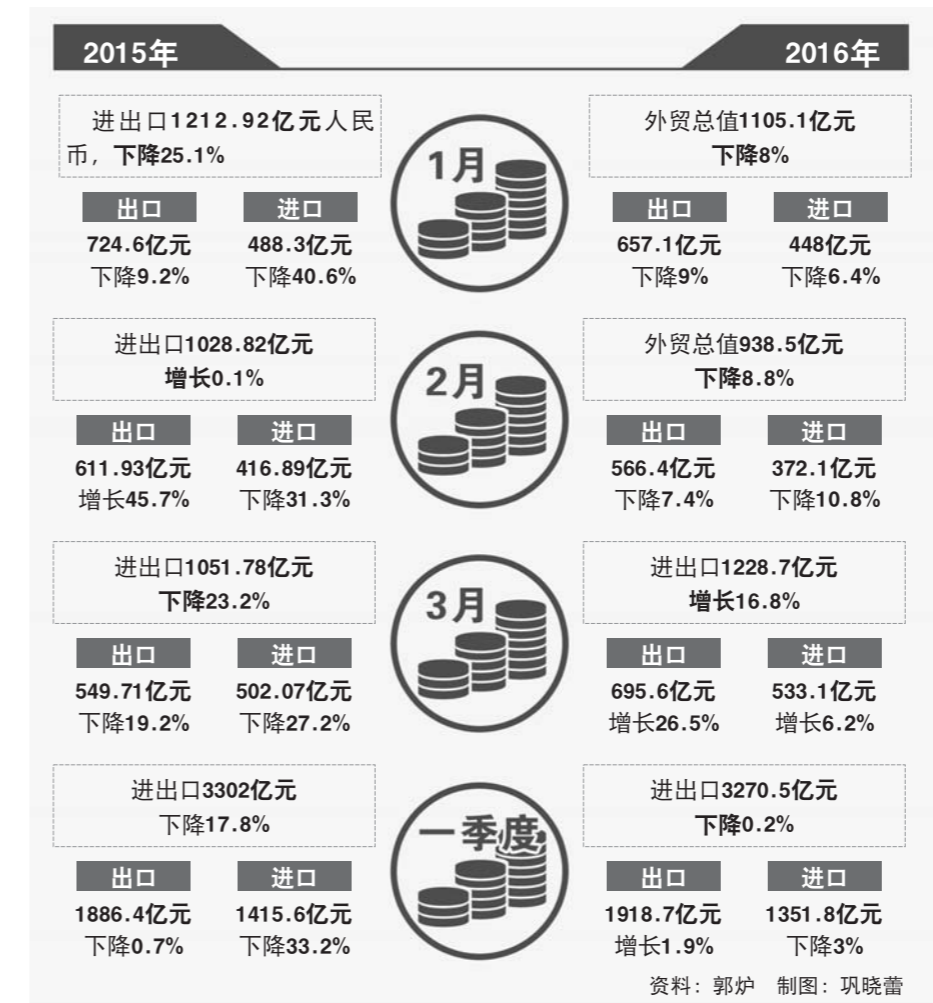 2015年
2016年
进出口1212.92亿元人民
币，下降25.1%
出口
进口
724.6亿元
488.3亿元
下降9.2%
下降40.6%
1月
外贸总值1105.1亿元
下降8%
出口
进口
657.1亿元
448亿元
下降9%
下降6.4%
进出口1028.82亿元
增长0.1%
出口
进口
611.93亿元
416.89亿元
增长45.7%
下降31.3%
2月
外贸总值938.5亿元
下降8.8%
出口
进口
566.4亿元
372.1亿元
下降7.4%
下降10.8%
进出口1051.78亿元
下降23.2%
出口
进口
549.71亿元
502.07亿元
下降19.2%
下降27.2%
3月
进出口1228.7亿元
增长16.8%
出口
进口
695.6亿元
533.1亿元
增长26.5%
增长6.2%
进出口3302亿元
下降17.8%
出口
进口
1886.4亿元
1415.6亿元
下降0.7%
下降33.2%
一季度
进出口3270.5亿元
下降0.2%
出口
进口
1918.7亿元
1351.8亿元
增长1.9%
下降3%
资料：郭炉 制图：巩晓蕾